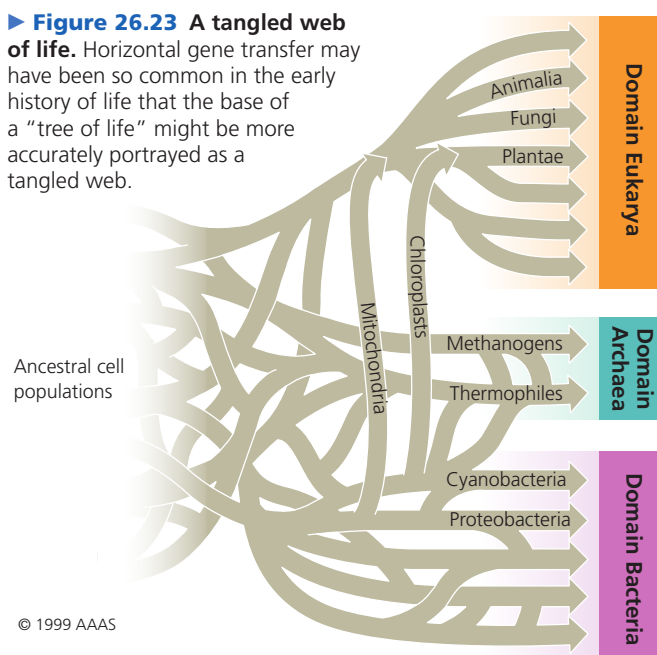 ▶ Figure 26.23 A tangled web
of life. Horizontal gene transfer may
have been so common in the early
history of life that the base of
a “tree of life” might be more
accurately portrayed as a
tangled web.
Animalia
Fungi
Plantae
Domain Eukarya
Chloroplasts
Mitochondria
Ancestral cell
populations
Methanogens
Thermophiles
Domain
Archaea
Cyanobacteria
Proteobacteria
Domain Bacteria
© 1999 AAAS